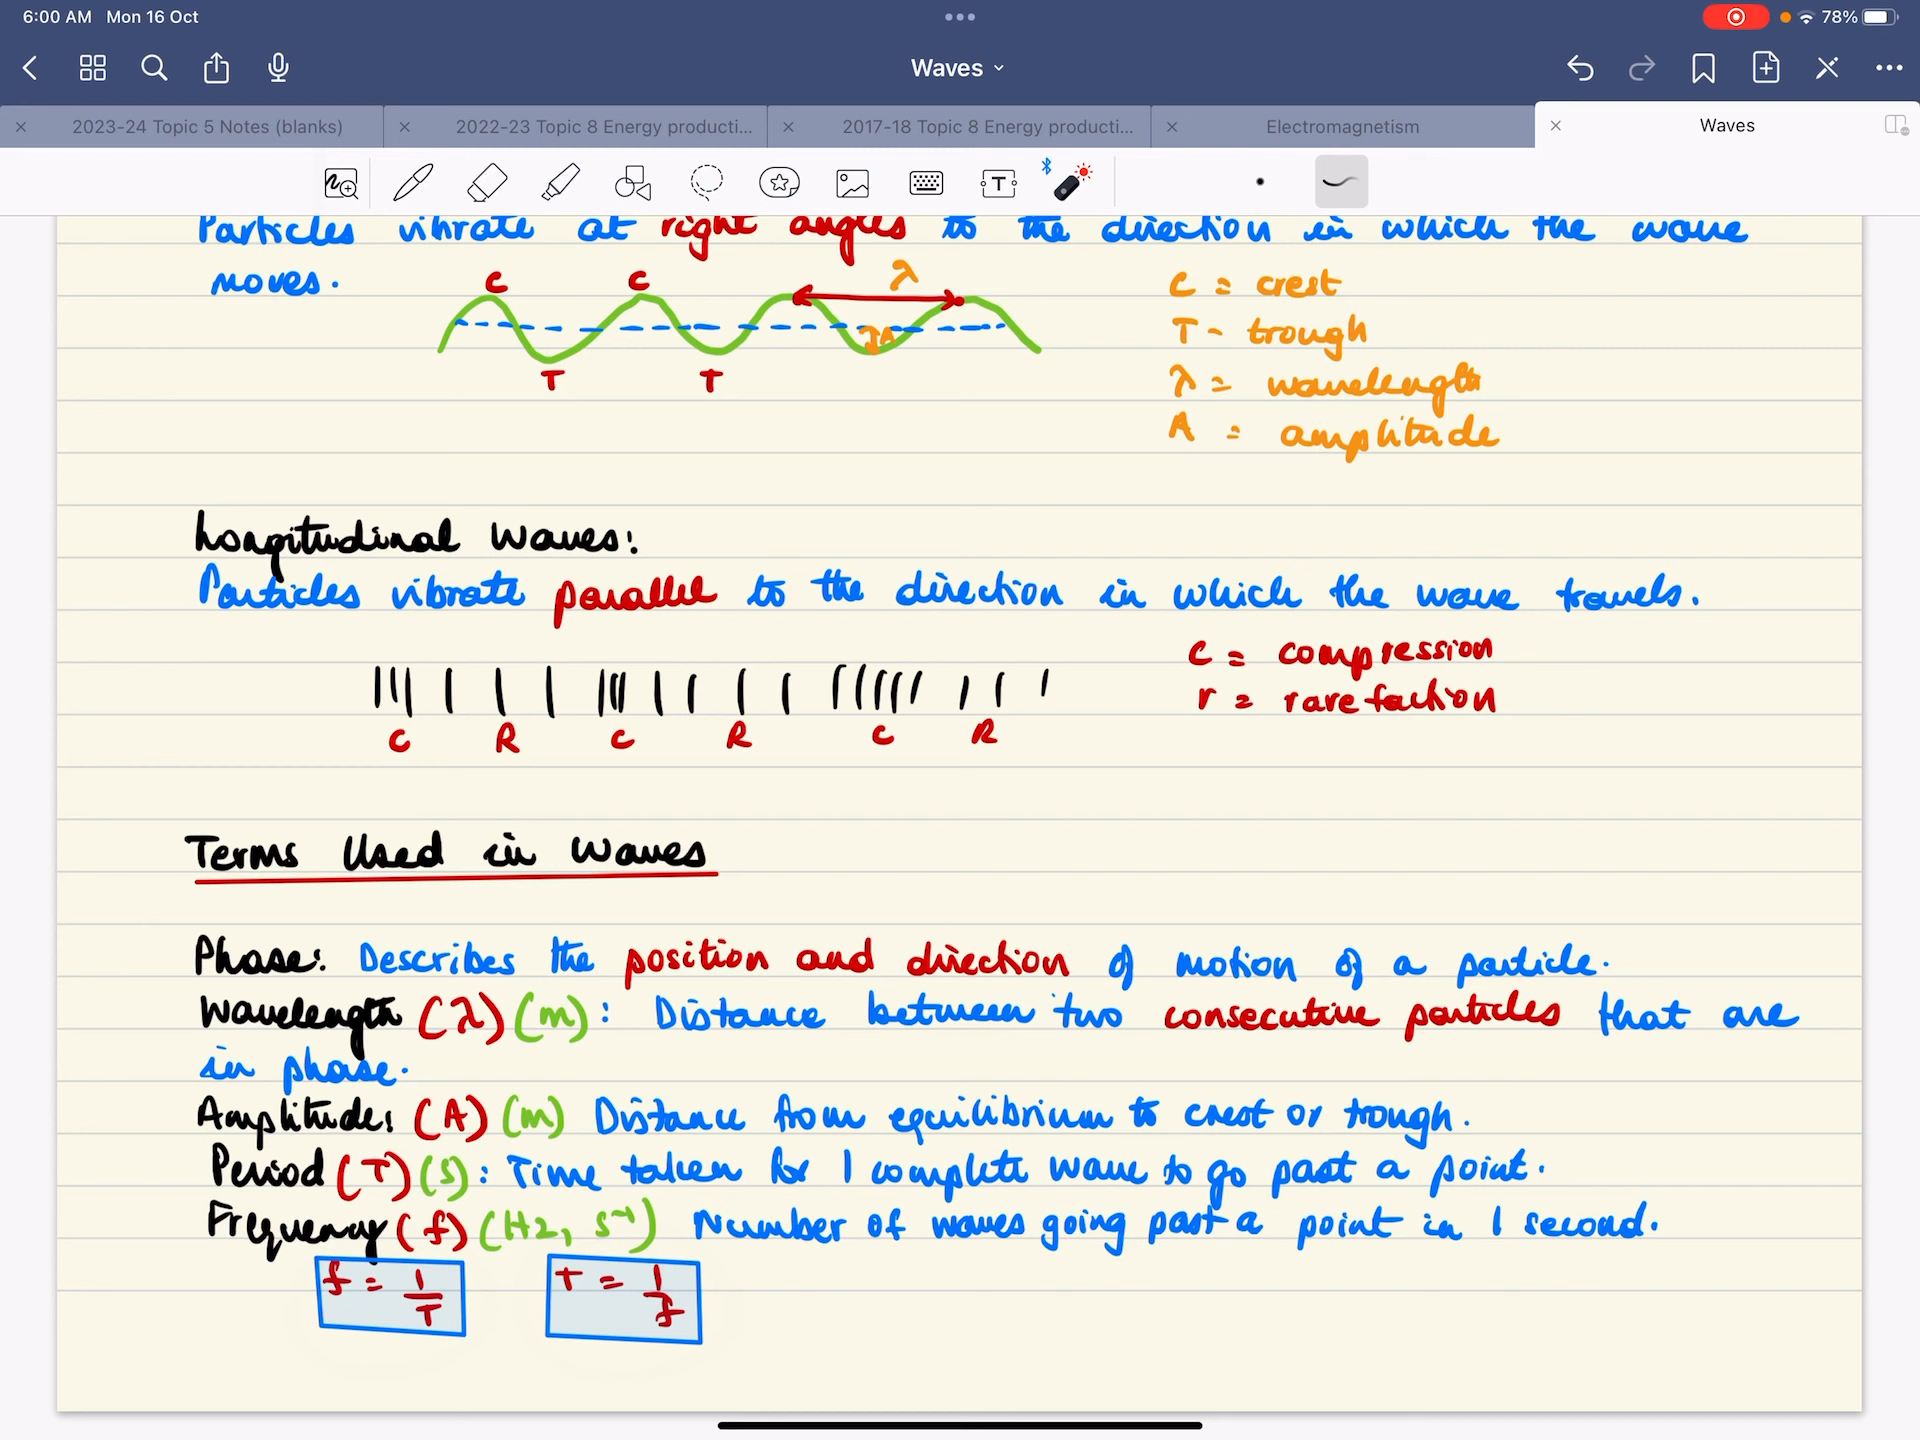 6:00 AM Mon 16 Oct
78%
Waves
2023-24 Topic 5 Notes (blanks)
2022-23 Topic 8 Energy producti...
2017-18 Topic 8 Energy producti...
Electromagnetism
Waves
T
Particles vibrate at right angles to the direction in which the wave
moves.
C C λ
A
T T
C = crest
T - trough
λ = wavelength
A = amplitude
Longitudinal Waves:
Particles vibrate parallel to the direction in which the wave travels.
C = compression
r = rarefaction
C R C R C R
Terms Used in Waves
Phase: Describes the position and direction of motion of a particle.
Wavelength (λ) (m): Distance between two consecutive particles that are
in phase.
Amplitude: (A) (m) Distance from equilibrium to crest or trough.
Period (T) (s): Time taken for 1 complete wave to go past a point.
Frequency (f) (Hz, s⁻¹) Number of waves going past a point in 1 second.
f = 1/T T = 1/f